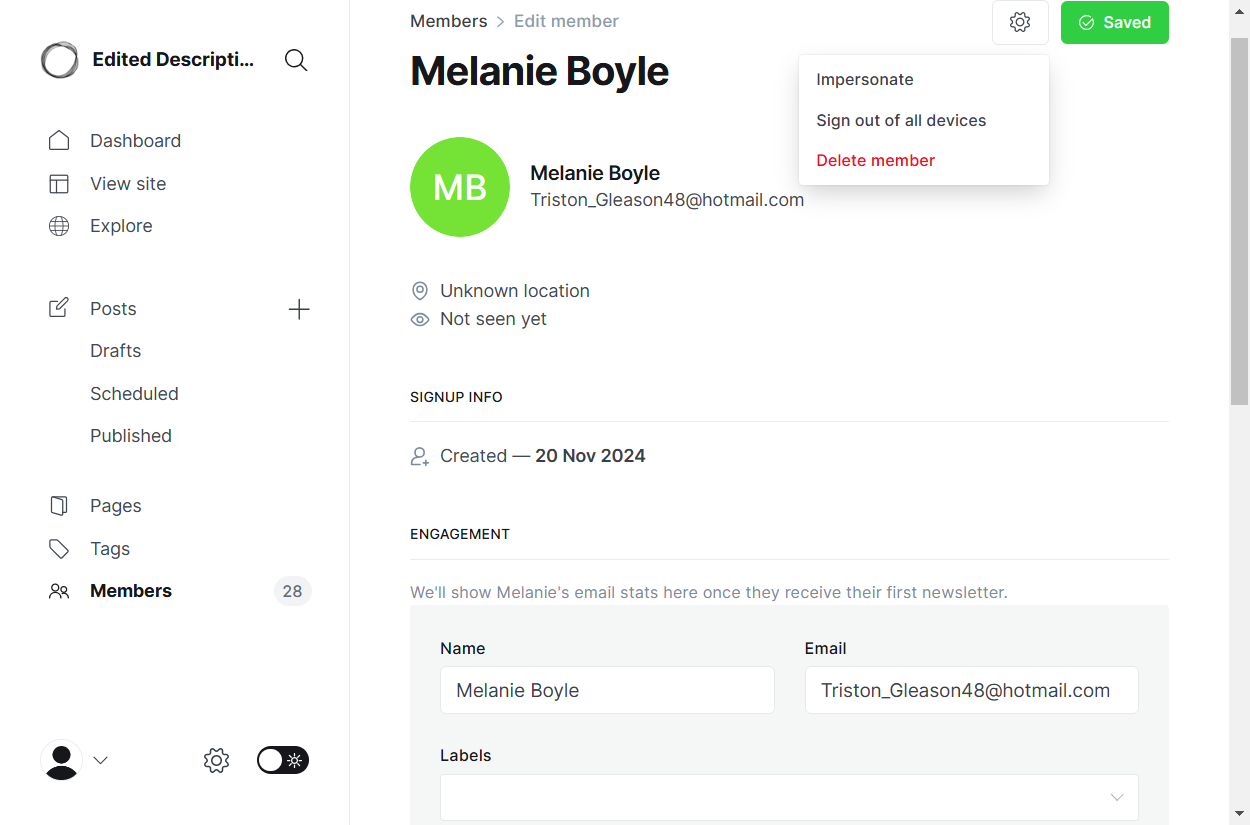 Edited Descripti...
Dashboard
View site
Explore
Posts
Drafts
Scheduled
Published
Pages
Tags
Members 28
Members > Edit member
Saved
Melanie Boyle
Impersonate
Sign out of all devices
Delete member
MB
Melanie Boyle
Triston_Gleason48@hotmail.com
Unknown location
Not seen yet
SIGNUP INFO
Created — 20 Nov 2024
ENGAGEMENT
We'll show Melanie's email stats here once they receive their first newsletter.
Name
Melanie Boyle
Email
Triston_Gleason48@hotmail.com
Labels